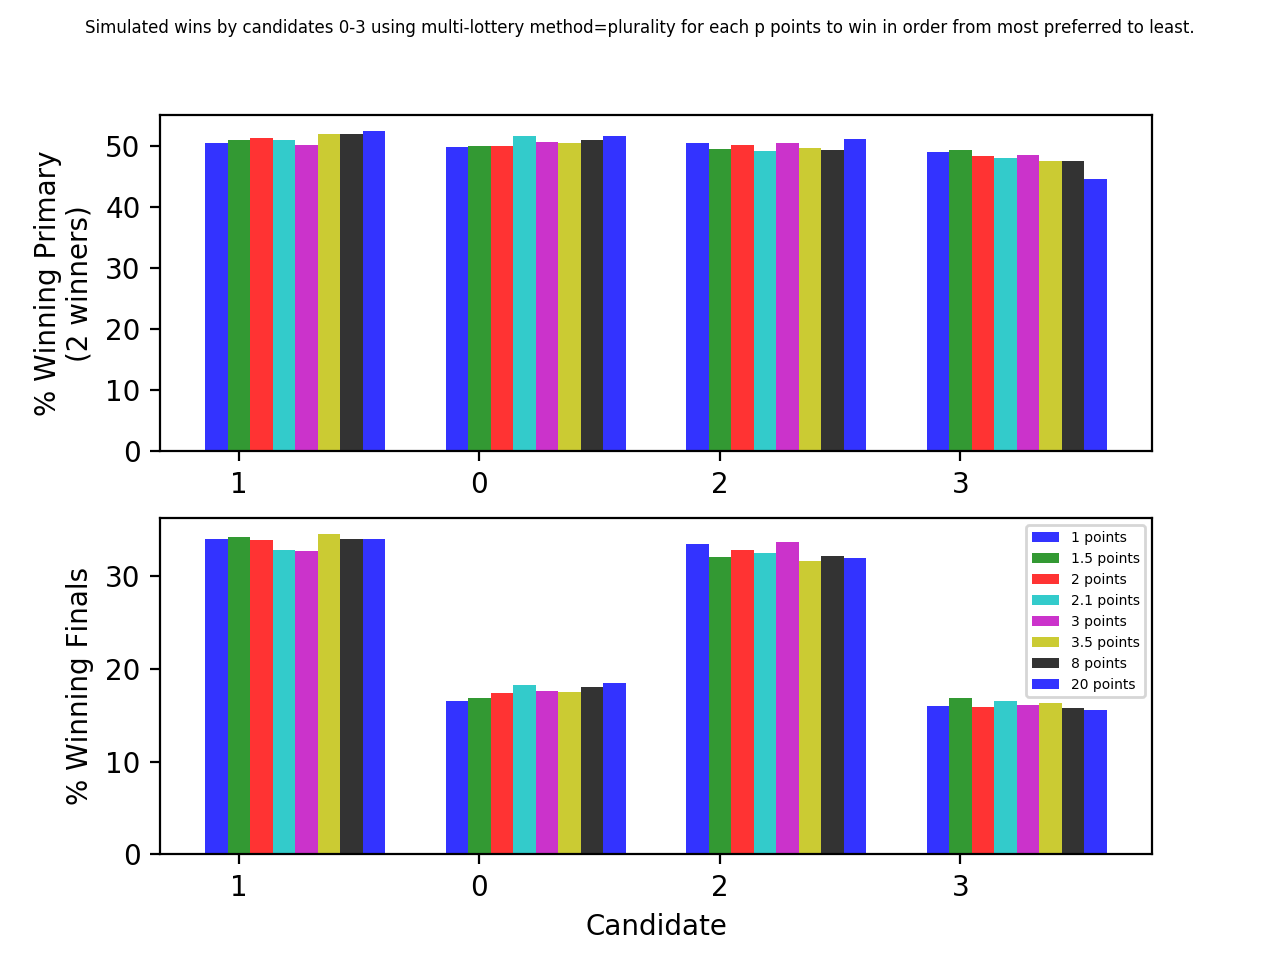 Simulated wins by candidates 0-3 using multi-lottery method=plurality for each p points to win in order from most preferred to least.
% Winning Primary
(2 winners)
50
40
30
20
10
0
1 0 2 3
% Winning Finals
30
20
10
0
1 points
1.5 points
2 points
2.1 points
3 points
3.5 points
8 points
20 points
1 0 2 3
Candidate